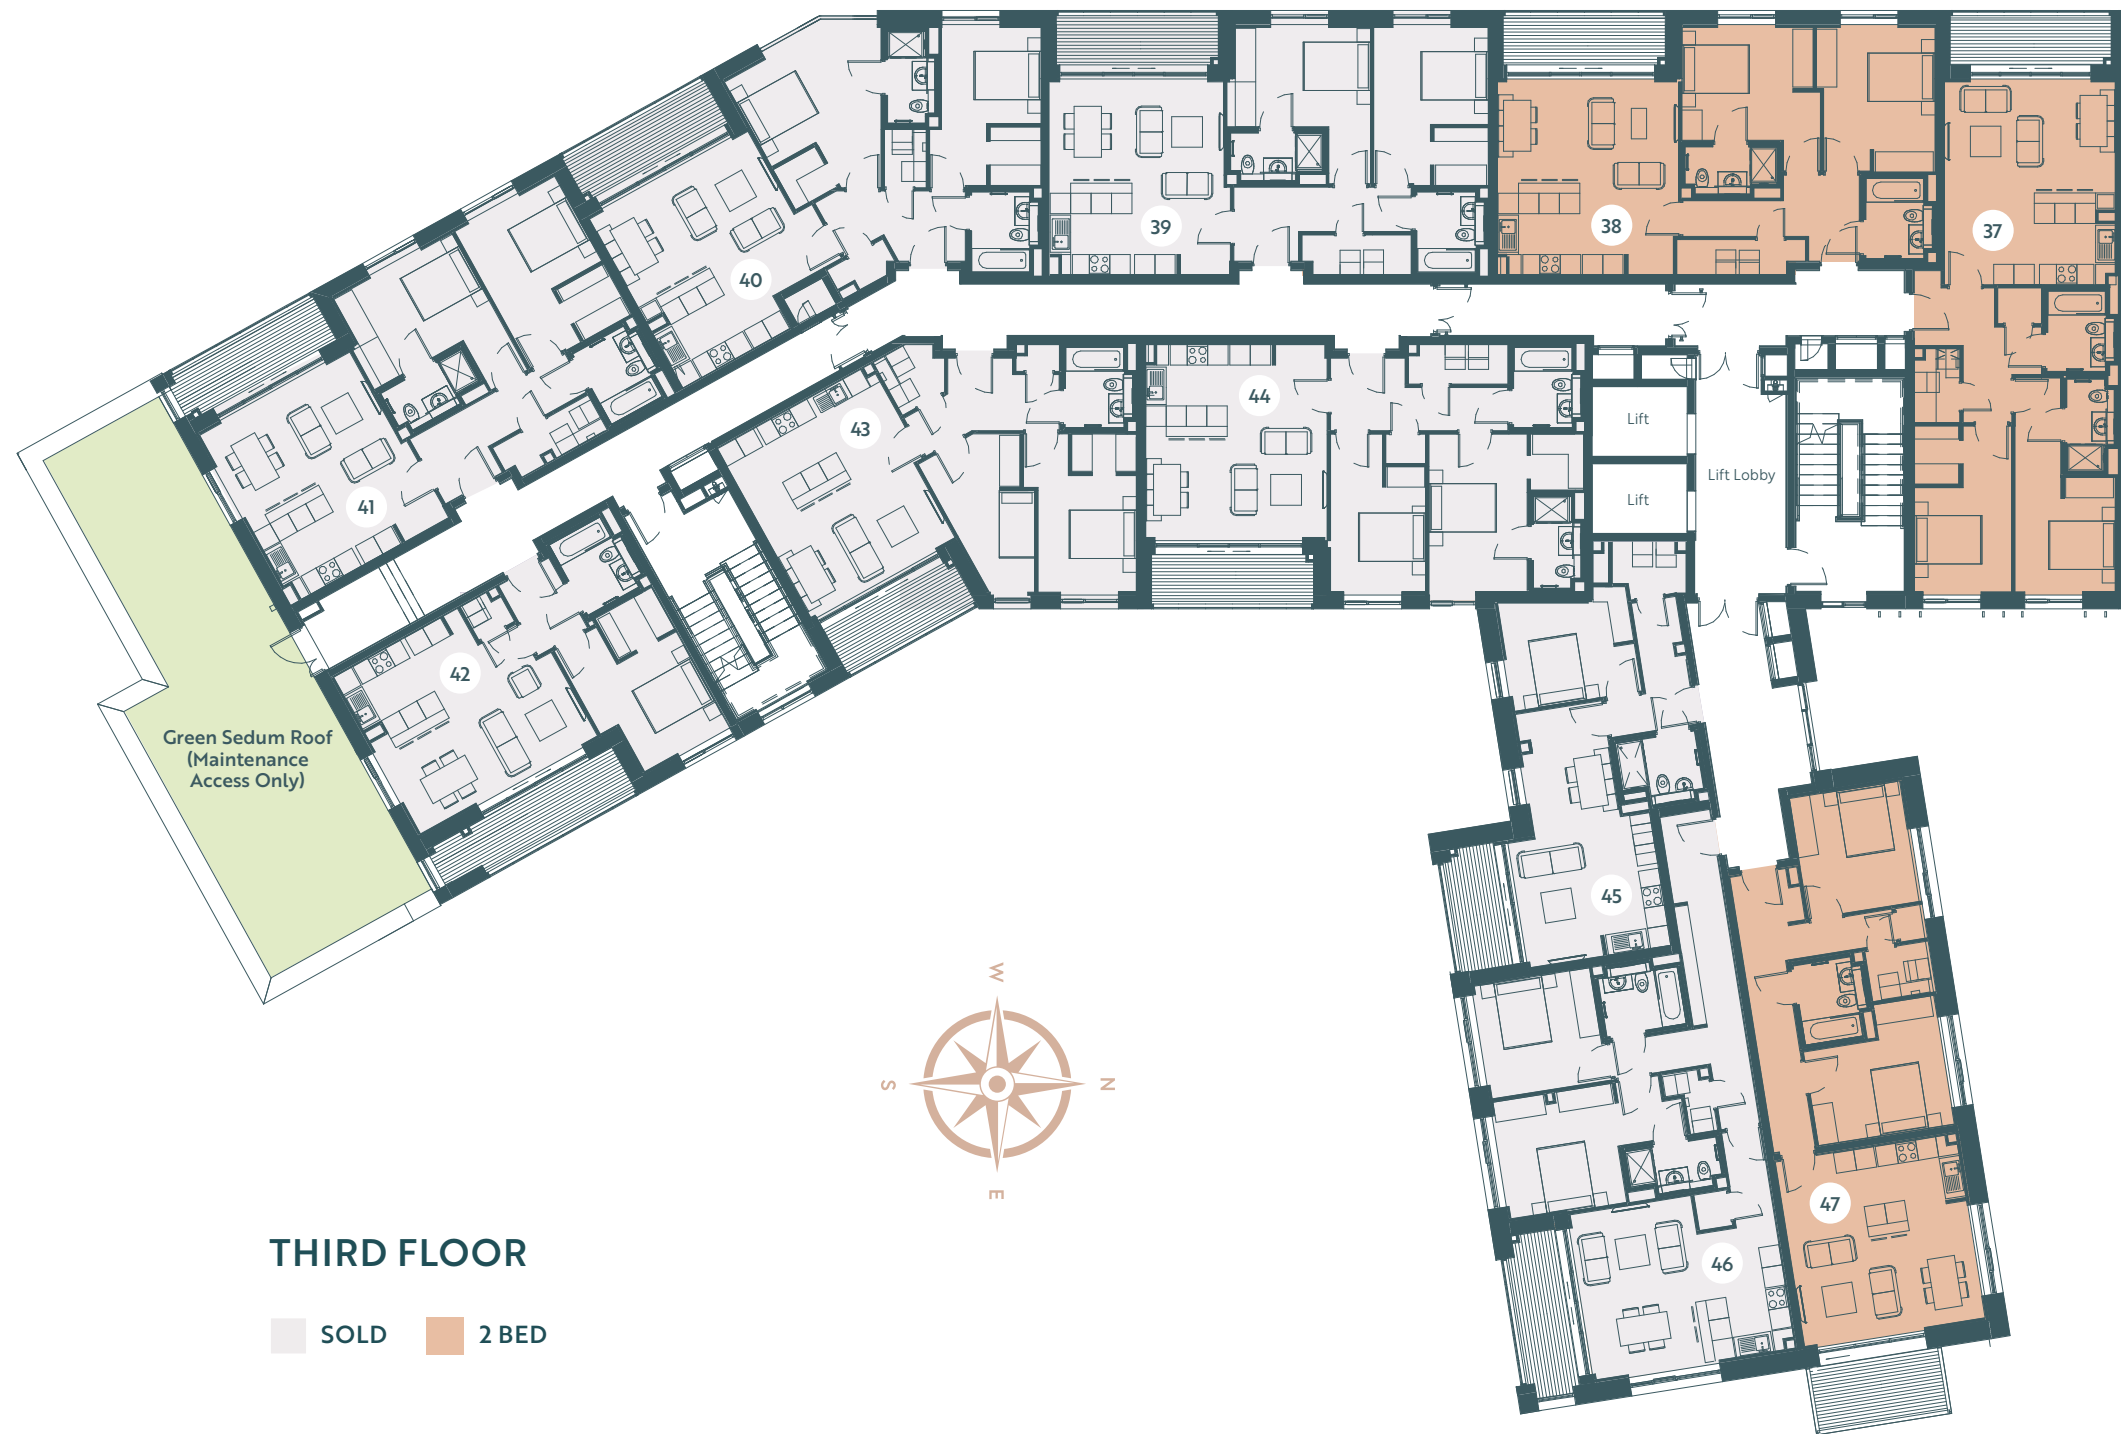 39
38
37
40
44
43
Lift
Lift Lobby
Lift
41
42
Green Sedum Roof
(Maintenance
Access Only)
45
W
S
N
E
47
46
THIRD FLOOR
SOLD
2 BED